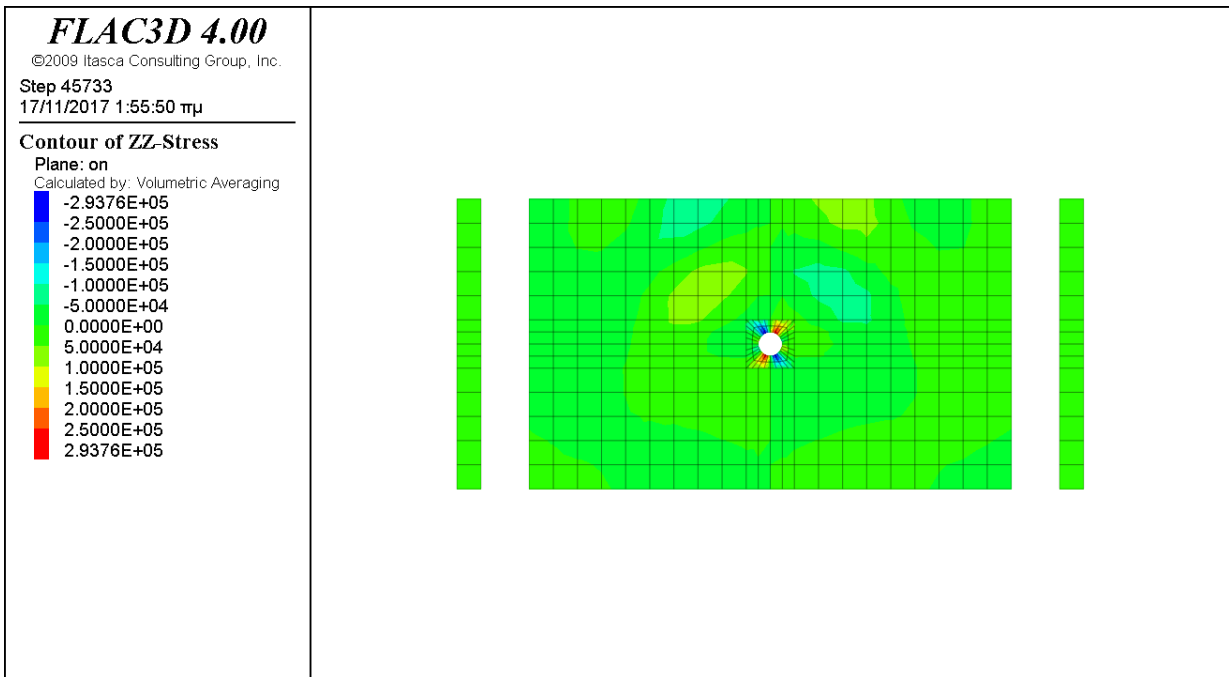 FLAC3D 4.00
©2009 Itasca Consulting Group, Inc.
Step 45733
17/11/2017 1:55:50 πμ
Contour of ZZ-Stress
Plane: on
Calculated by: Volumetric Averaging
-2.9376E+05
-2.5000E+05
-2.0000E+05
-1.5000E+05
-1.0000E+05
-5.0000E+04
0.0000E+00
5.0000E+04
1.0000E+05
1.5000E+05
2.0000E+05
2.5000E+05
2.9376E+05